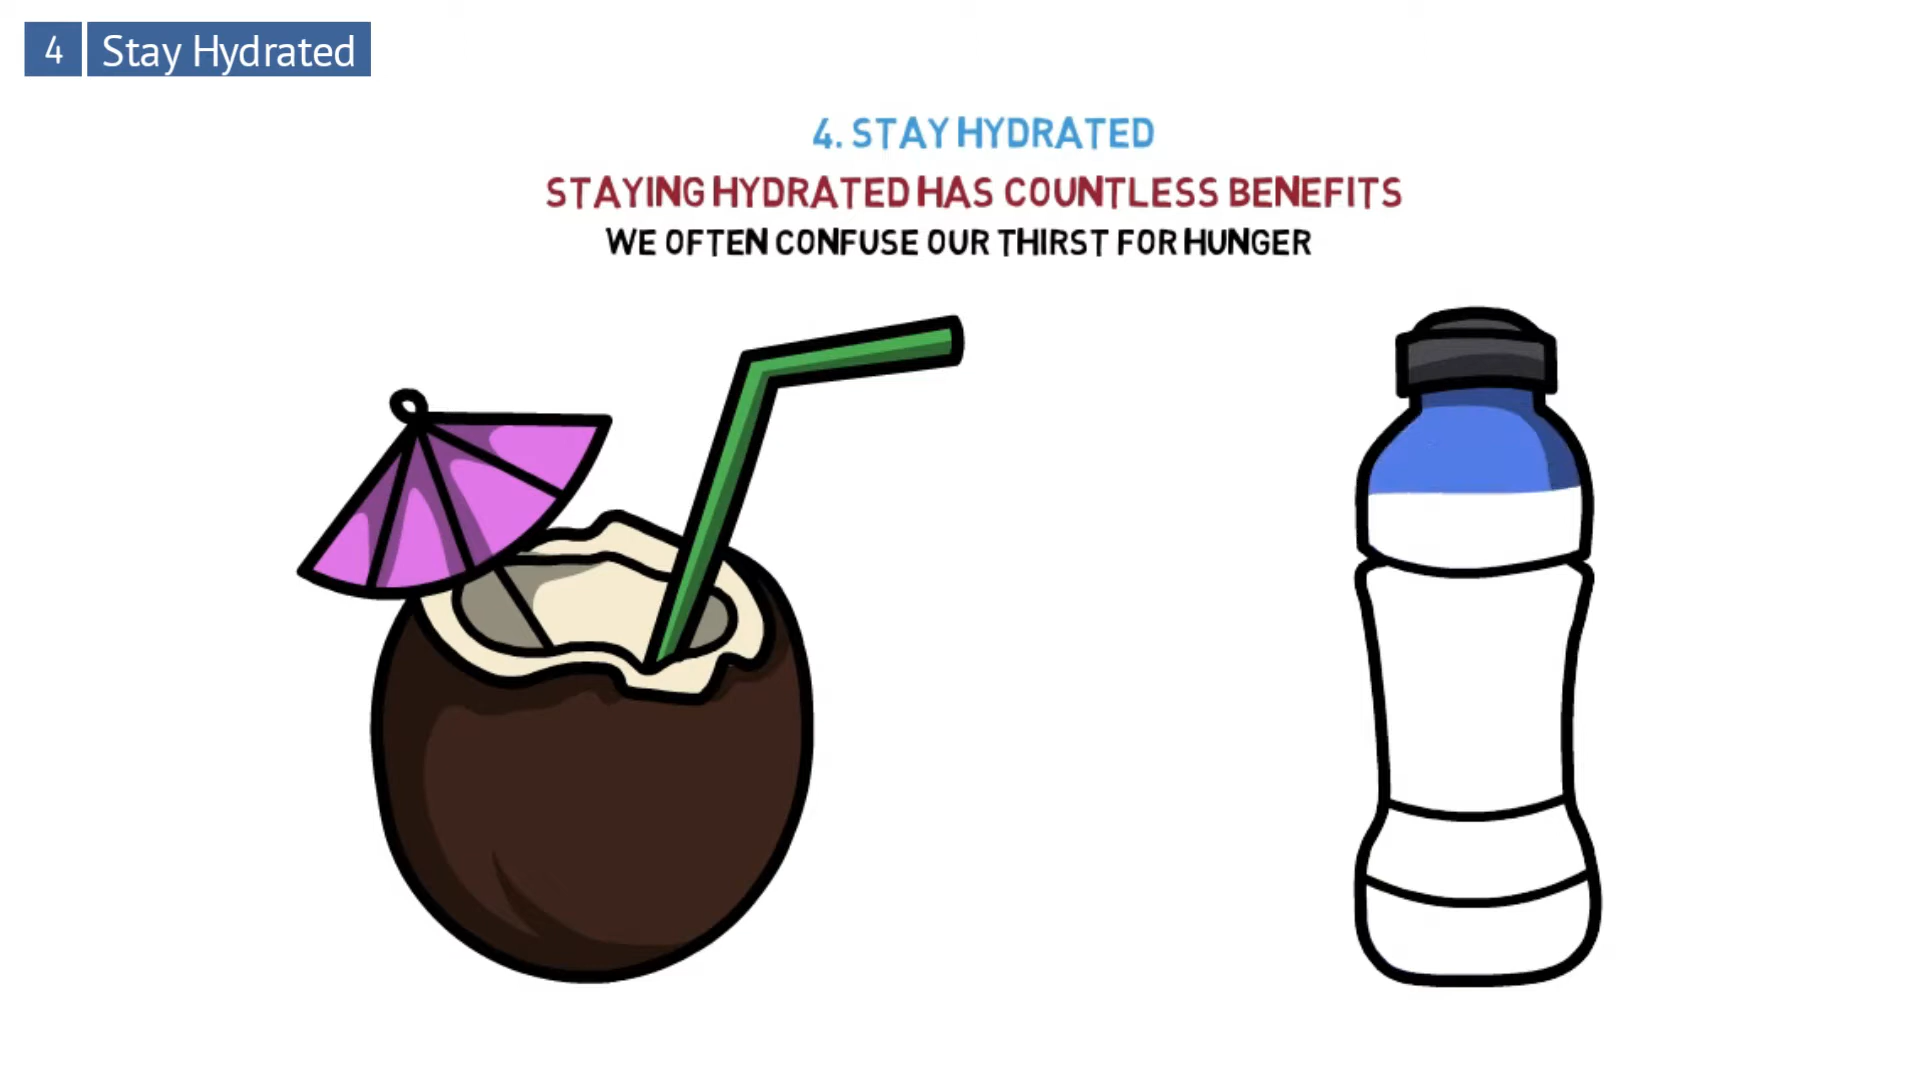 4 Stay Hydrated
4. STAY HYDRATED
STAYING HYDRATED HAS COUNTLESS BENEFITS
WE OFTEN CONFUSE OUR THIRST FOR HUNGER